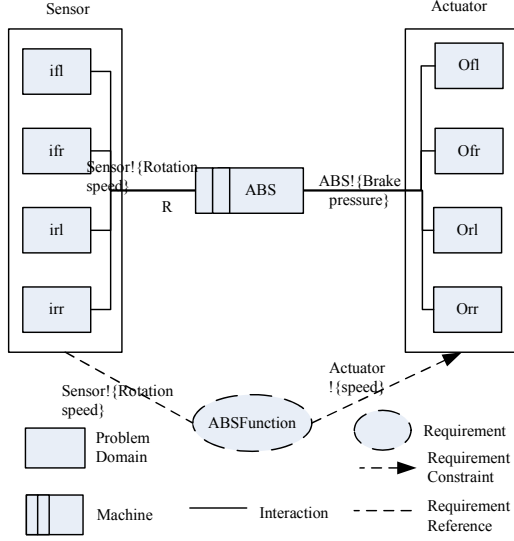 Sensor
Actuator
ifl
Ofl
ifr
Ofr
Sensor!{Rotation
speed}
R
ABS
ABS!{Brake
pressure}
irl
Orl
irr
Orr
Sensor!{Rotation
speed}
ABSFunction
Actuator
!{speed}
Problem
Domain
Requirement
Requirement
Constraint
Machine
Interaction
Requirement
Reference